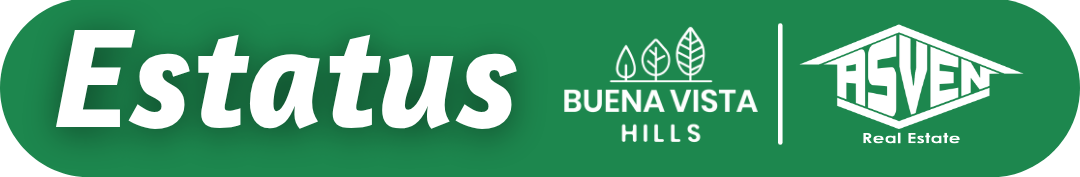 Estatus
BUENA VISTA
HILLS
ASVEN
Real Estate